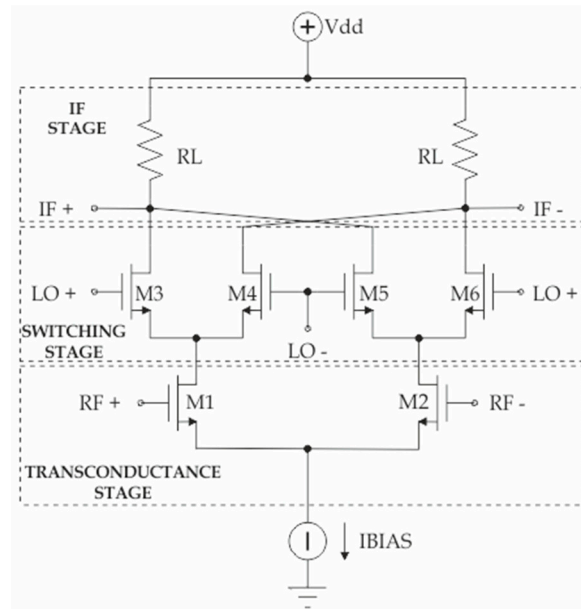 Vdd
IF
STAGE
RL
RL
IF +
IF -
LO +
M3
M4
M5
M6
LO +
SWITCHING
STAGE
LO -
RF +
M1
M2
RF -
TRANSCONDUCTANCE
STAGE
IBIAS